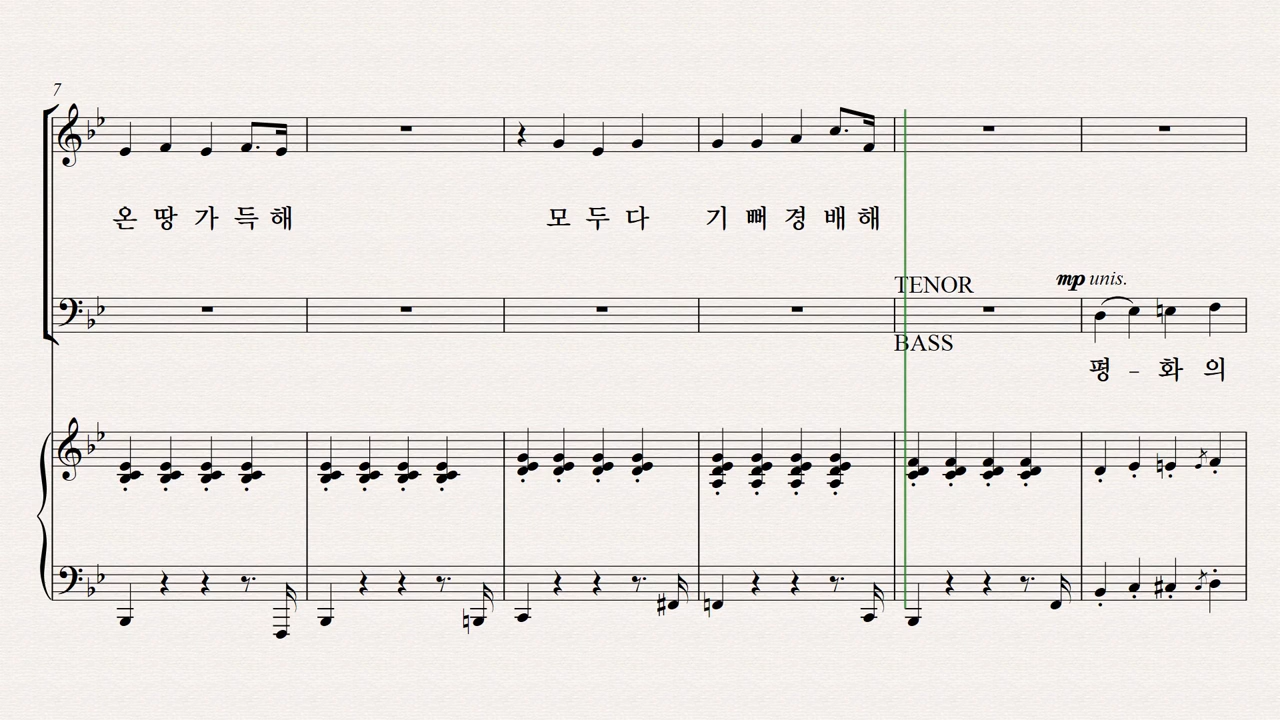 7
온 땅 가 득 해 모 두 다 기 뻐 경 배 해
TENOR mp unis.
BASS
평 - 화 의